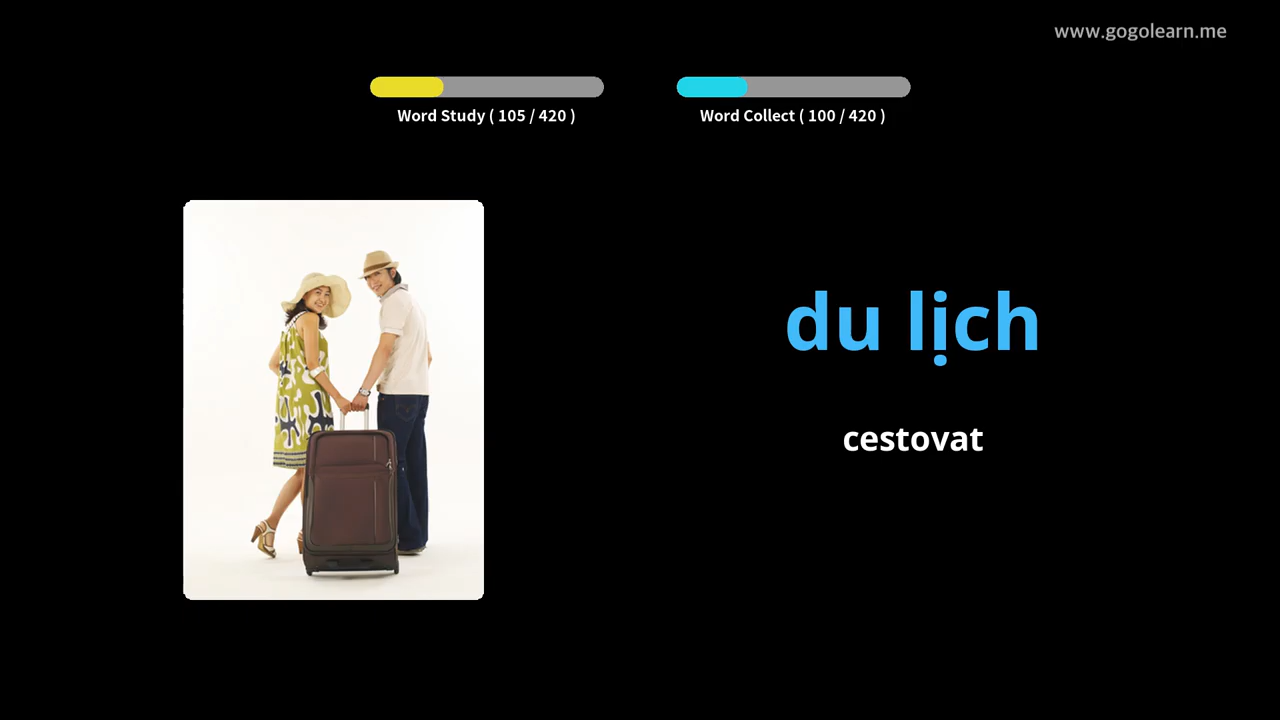 www.gogolearn.me
Word Study ( 105 / 420 )
Word Collect ( 100 / 420 )
du lịch
cestovat